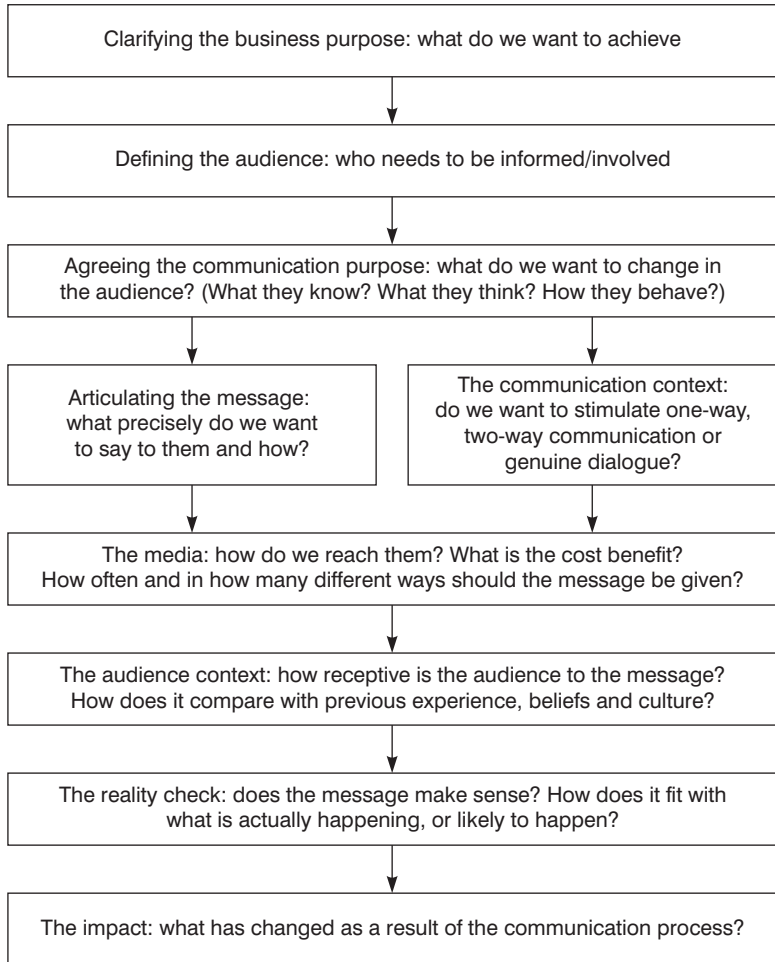 Clarifying the business purpose: what do we want to achieve
Defining the audience: who needs to be informed/involved
Agreeing the communication purpose: what do we want to change in
the audience? (What they know? What they think? How they behave?)
Articulating the message:
what precisely do we want
to say to them and how?
The communication context:
do we want to stimulate one-way,
two-way communication or
genuine dialogue?
The media: how do we reach them? What is the cost benefit?
How often and in how many different ways should the message be given?
The audience context: how receptive is the audience to the message?
How does it compare with previous experience, beliefs and culture?
The reality check: does the message make sense? How does it fit with
what is actually happening, or likely to happen?
The impact: what has changed as a result of the communication process?